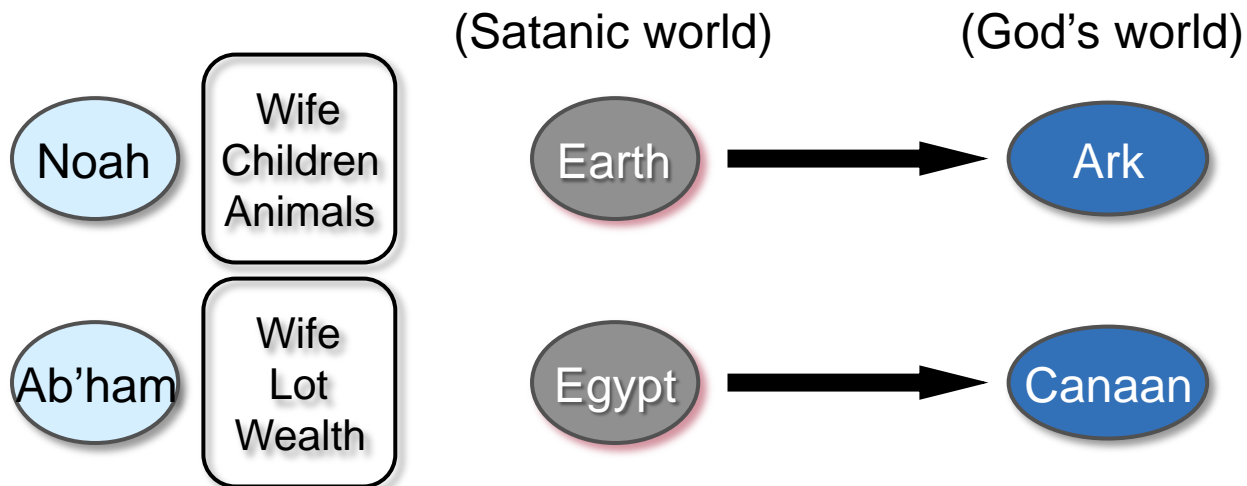 (Satanic world) (God's world)
Noah
Wife
Children
Animals
Earth
Ark
Ab’ham
Wife
Lot
Wealth
Egypt
Canaan